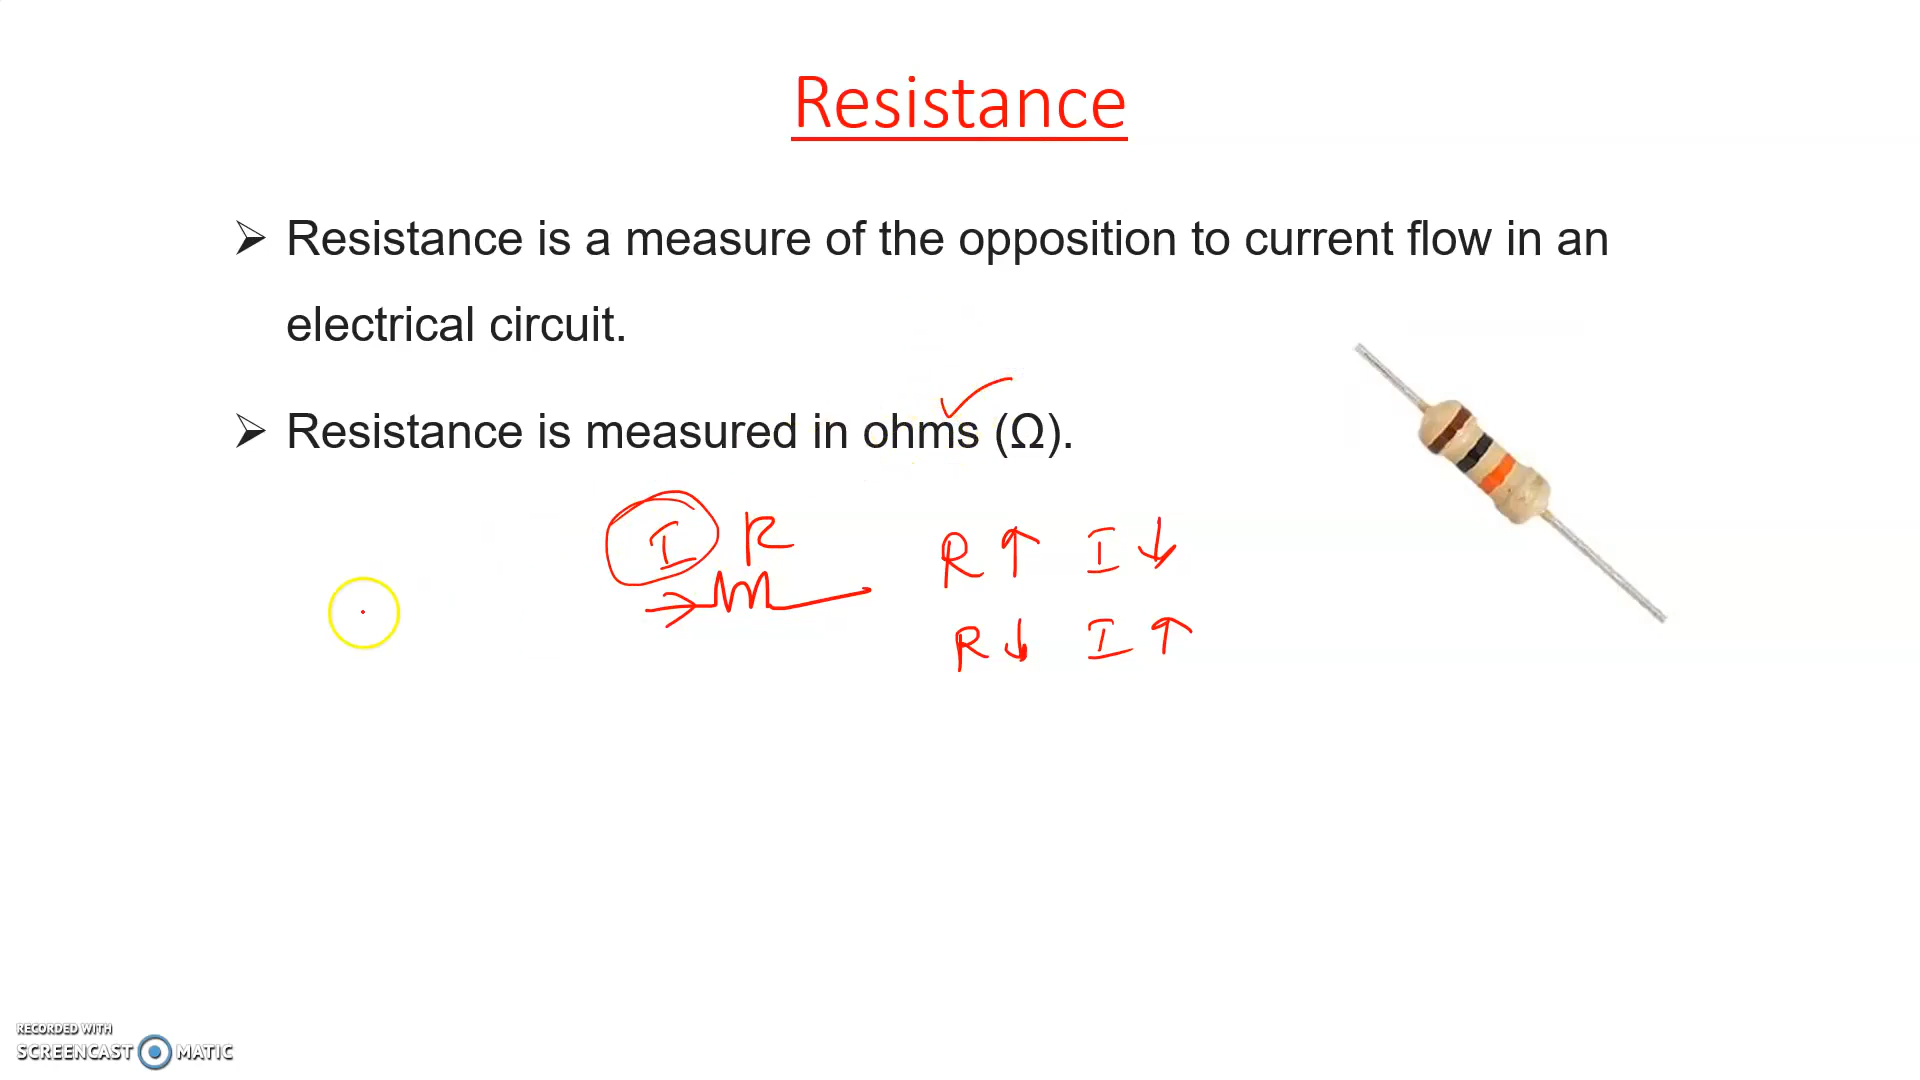 Resistance
➢ Resistance is a measure of the opposition to current flow in an
electrical circuit.
➢ Resistance is measured in ohms (Ω).
I R
R ↑ I ↓
R ↓ I ↑
RECORDED WITH
SCREENCAST MATIC